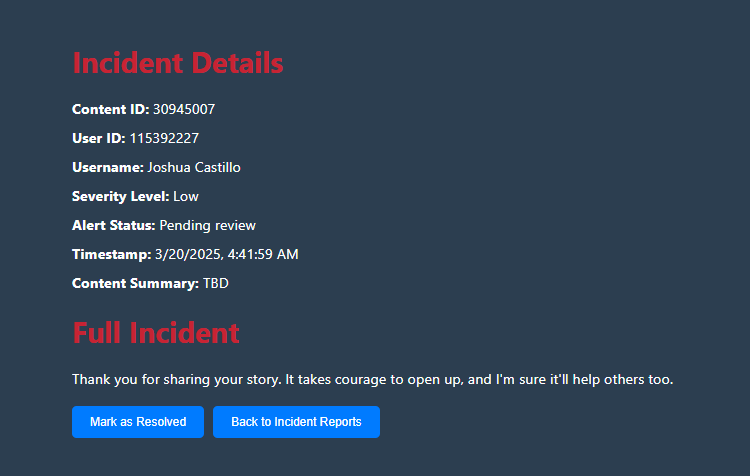 Incident Details
Content ID: 30945007
User ID: 115392227
Username: Joshua Castillo
Severity Level: Low
Alert Status: Pending review
Timestamp: 3/20/2025, 4:41:59 AM
Content Summary: TBD
Full Incident
Thank you for sharing your story. It takes courage to open up, and I'm sure it'll help others too.
Mark as Resolved
Back to Incident Reports